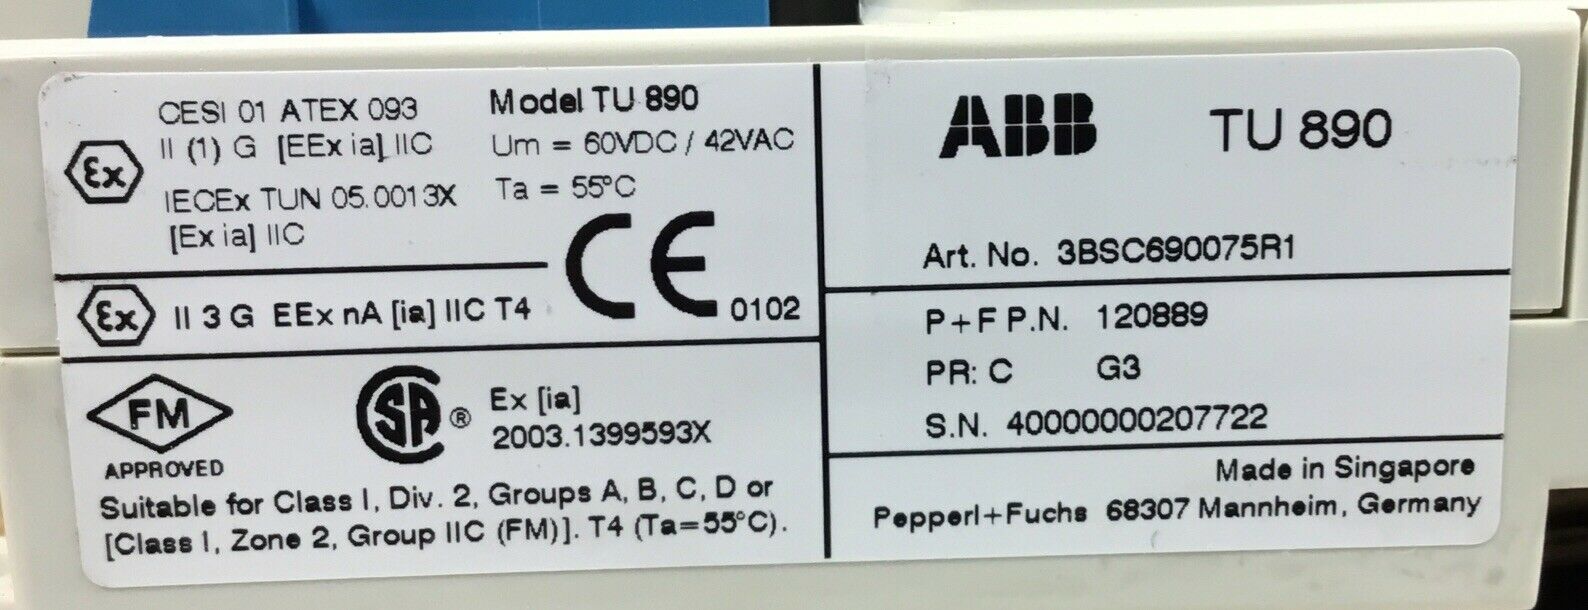 CESI 01 ATEX 093
II (1) G [EEx ia] IIC
Ex
IECEx TUN 05.0013X
[Ex ia] IIC
Model TU 890
Um = 60VDC / 42VAC
Ta = 55°C
Ex II 3 G EEx nA [ia] IIC T4
CE 0102
FM
APPROVED
CSA ® Ex [ia]
2003.1399593X
Suitable for Class I, Div. 2, Groups A, B, C, D or
[Class I, Zone 2, Group IIC (FM)]. T4 (Ta=55°C).
ABB TU 890
Art. No. 3BSC690075R1
P+F P.N. 120889
PR: C G3
S.N. 40000000207722
Made in Singapore
Pepperl+Fuchs 68307 Mannheim, Germany